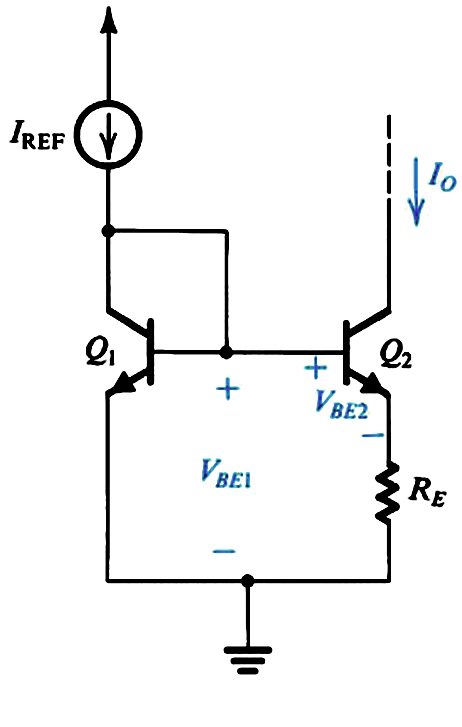 I_REF
I_O
Q_1
Q_2
+
+
V_BE2
−
V_BE1
R_E
−